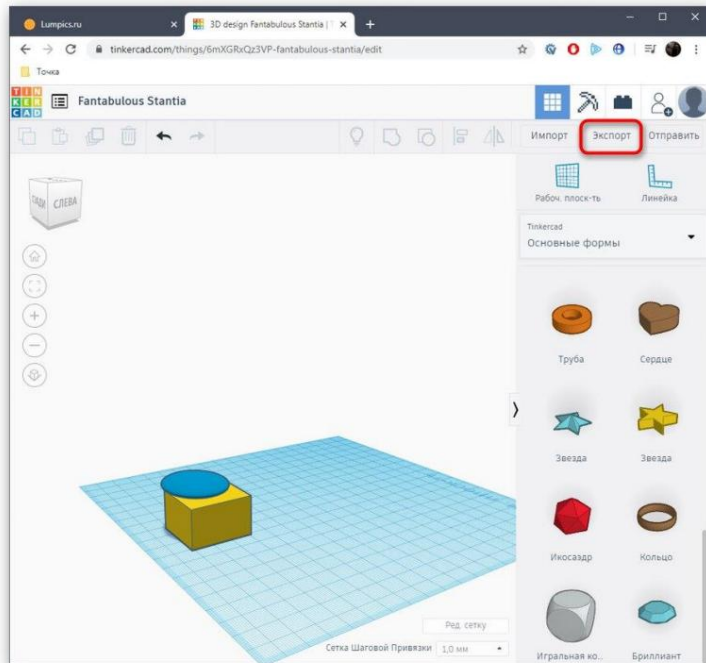 Lumpics.ru
3D design Fantabulous Stantia | T
tinkercad.com/things/6mXGRxQz3VP-fantabulous-stantia/edit
Точка
TIN
KER
CAD
Fantabulous Stantia
Импорт
Экспорт
Отправить
САДИ
СЛЕВА
Рабоч. плоск-ть
Линейка
Tinkercad
Основные формы
Труба
Сердце
Звезда
Звезда
Икосаэдр
Кольцо
Игральная ко..
Бриллиант
Ред. сетку
Сетка Шаговой Привязки
1,0 мм